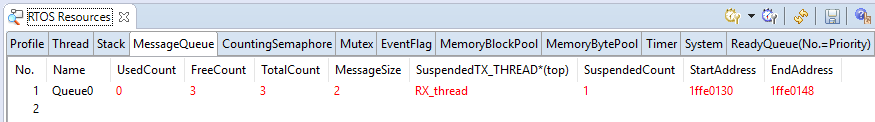 RTOS Resources
Profile Thread Stack MessageQueue CountingSemaphore Mutex EventFlag MemoryBlockPool MemoryBytePool Timer System ReadyQueue(No.=Priority)
No. Name UsedCount FreeCount TotalCount MessageSize SuspendedTX_THREAD*(top) SuspendedCount StartAddress EndAddress
1 Queue0 0 3 3 2 RX_thread 1 1ffe0130 1ffe0148
2